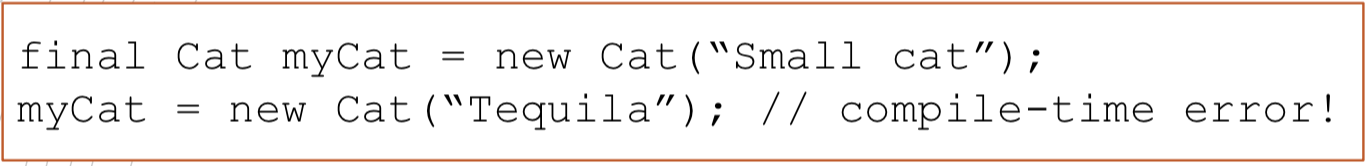 final Cat myCat = new Cat(“Small cat”);
myCat = new Cat(“Tequila”); // compile-time error!